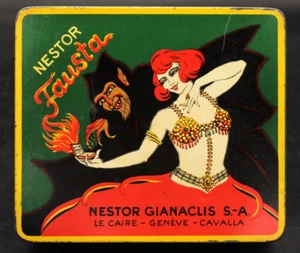 NESTOR
Fausta
NESTOR GIANACLIS S.-A.
LE CAIRE - GENÈVE - CAVALLA